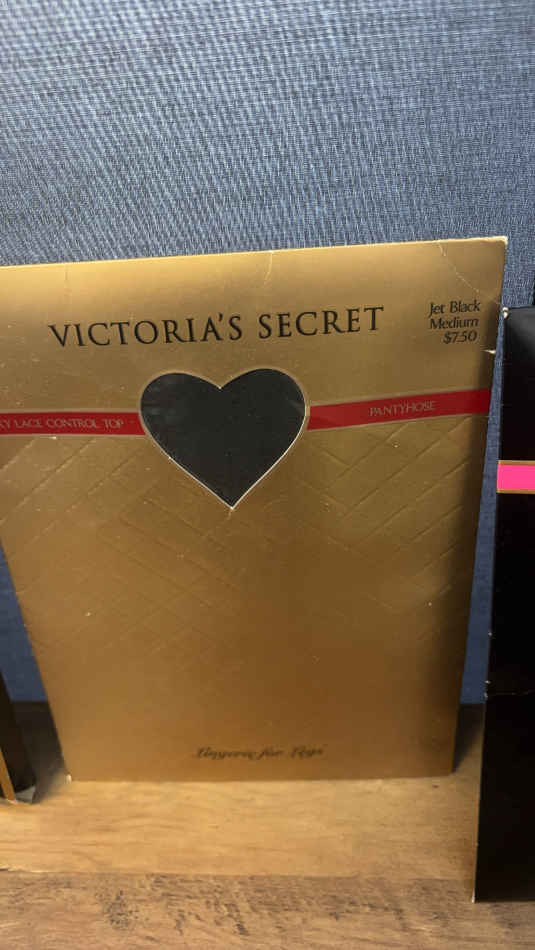 VICTORIA'S SECRET
Jet Black
Medium
$7.50
LACE CONTROL TOP
PANTYHOSE
Lingerie for Legs